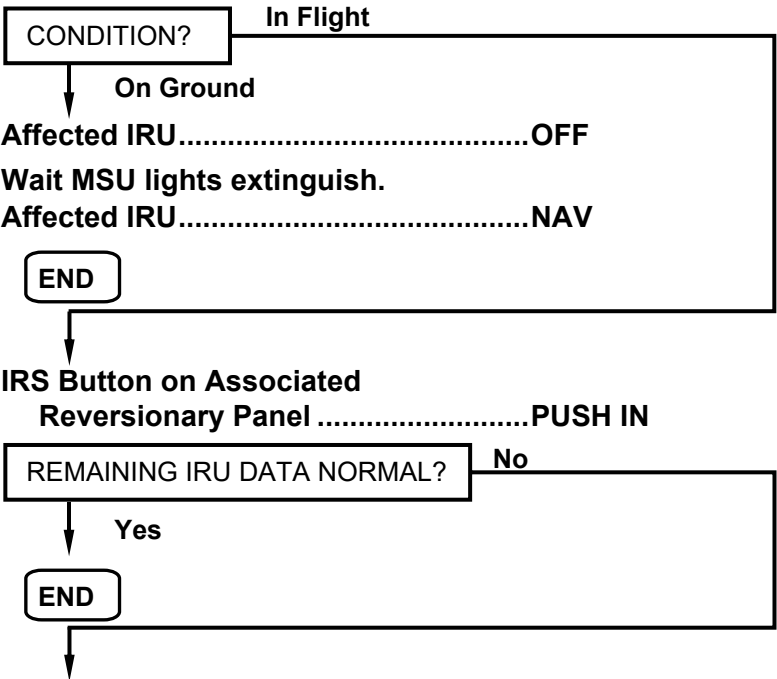 In Flight
CONDITION?
On Ground
Affected IRU...........................................OFF
Wait MSU lights extinguish.
Affected IRU...........................................NAV
END
IRS Button on Associated
Reversionary Panel ..........................PUSH IN
REMAINING IRU DATA NORMAL?
No
Yes
END